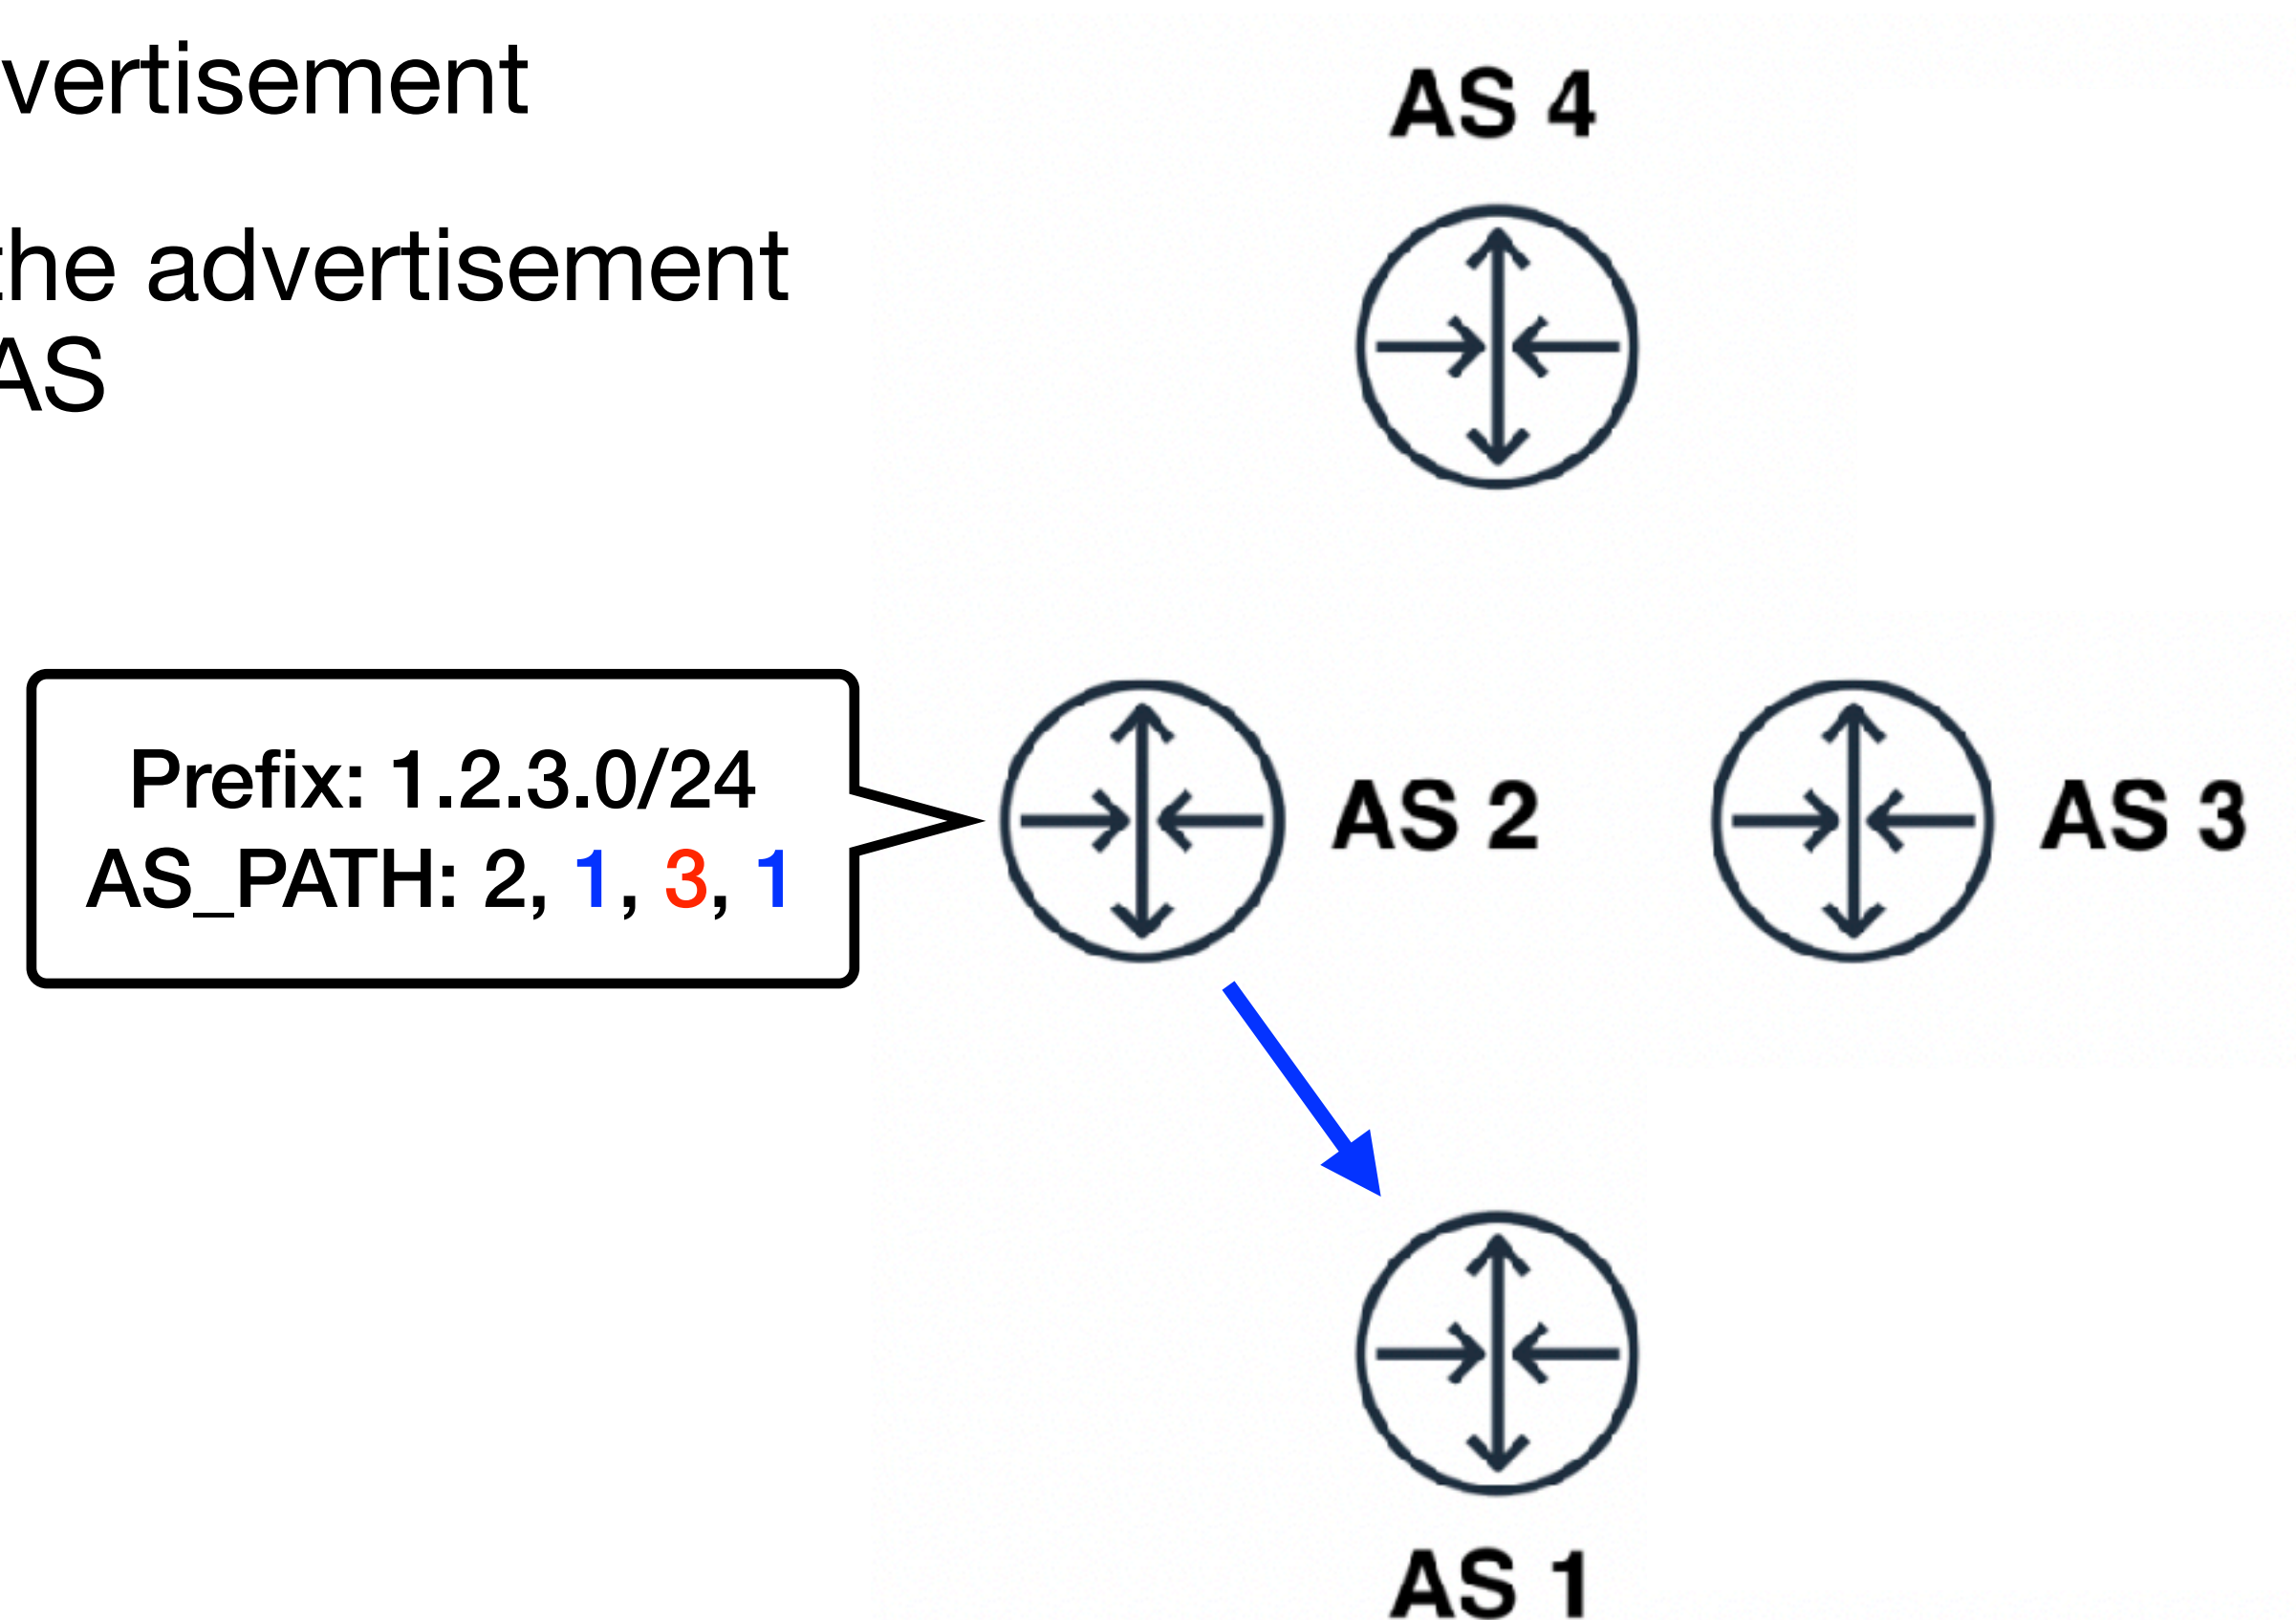 vertisement
the advertisement
AS
AS 4
Prefix: 1.2.3.0/24
AS_PATH: 2, 1, 3, 1
AS 2
AS 3
AS 1